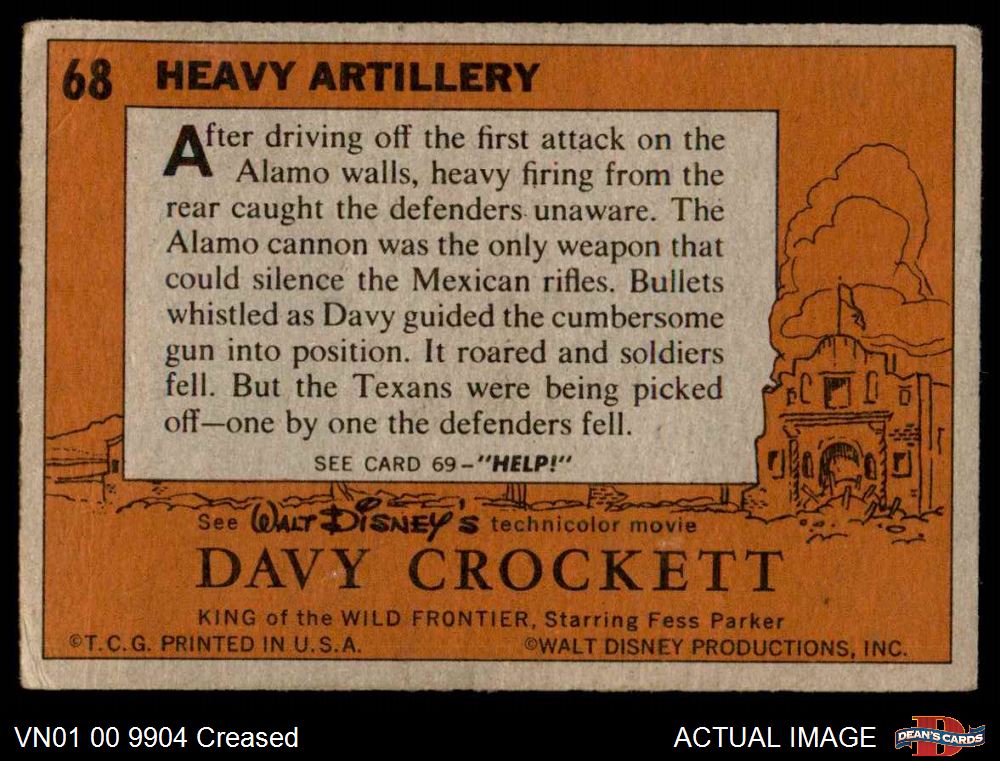 68 HEAVY ARTILLERY
After driving off the first attack on the
Alamo walls, heavy firing from the
rear caught the defenders unaware. The
Alamo cannon was the only weapon that
could silence the Mexican rifles. Bullets
whistled as Davy guided the cumbersome
gun into position. It roared and soldiers
fell. But the Texans were being picked
off—one by one the defenders fell.
SEE CARD 69–"HELP!"
See WALT DISNEY'S technicolor movie
DAVY CROCKETT
KING of the WILD FRONTIER, Starring Fess Parker
©T.C.G. PRINTED IN U.S.A. ©WALT DISNEY PRODUCTIONS, INC.
VN01 00 9904 Creased ACTUAL IMAGE DEAN'S CARDS